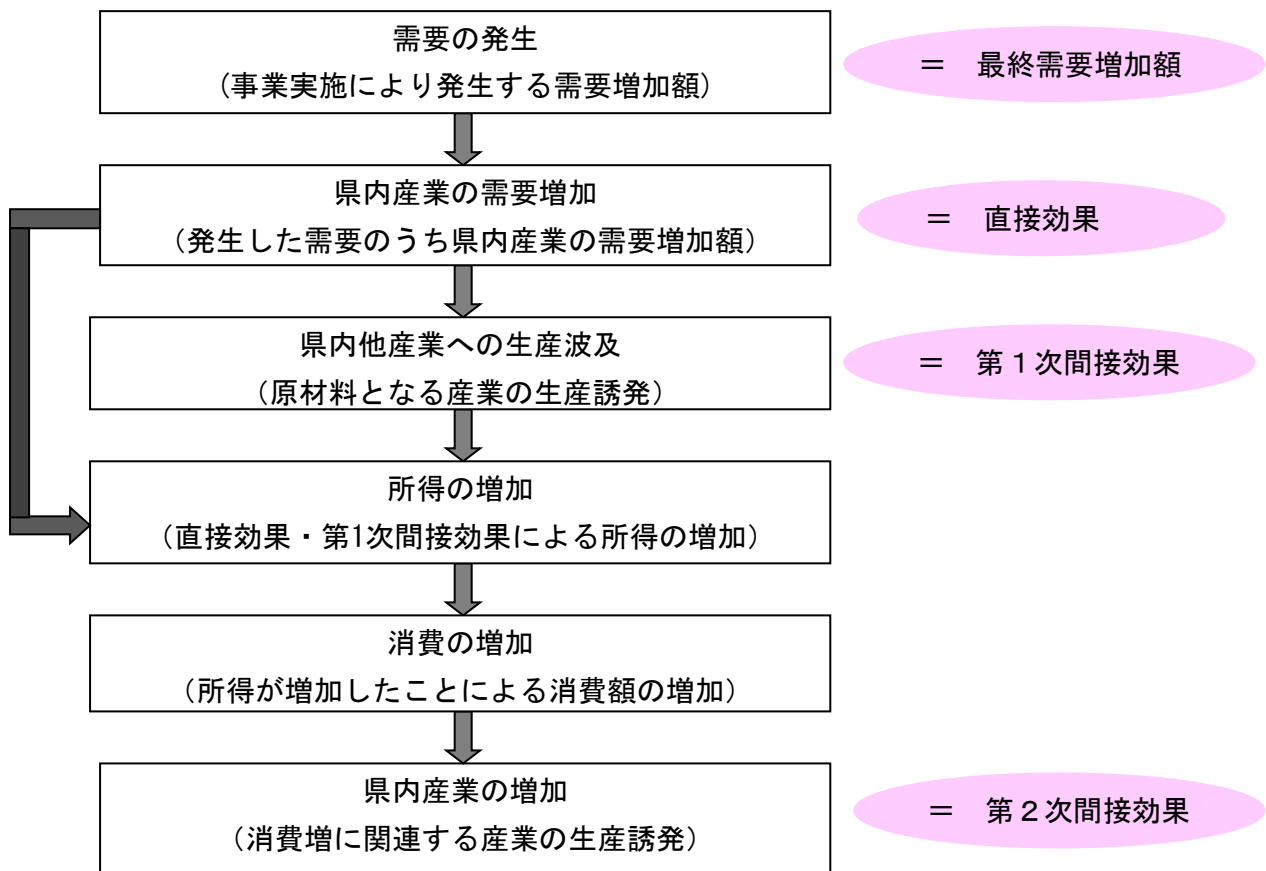 需要の発生
（事業実施により発生する需要増加額）
＝　最終需要増加額
県内産業の需要増加
（発生した需要のうち県内産業の需要増加額）
＝　直接効果
県内他産業への生産波及
（原材料となる産業の生産誘発）
＝　第１次間接効果
所得の増加
（直接効果・第1次間接効果による所得の増加）
消費の増加
（所得が増加したことによる消費額の増加）
県内産業の増加
（消費増に関連する産業の生産誘発）
＝　第２次間接効果